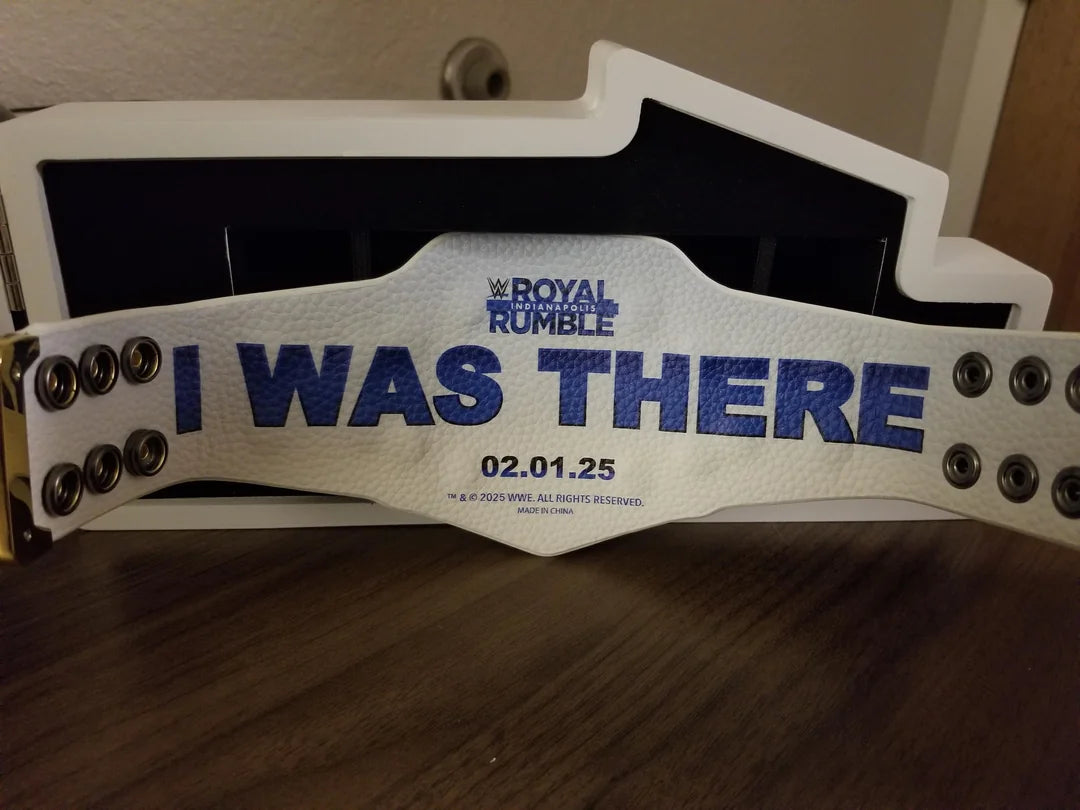 W ROYAL
INDIANAPOLIS
RUMBLE
I WAS THERE
02.01.25
™ & © 2025 WWE. ALL RIGHTS RESERVED.
MADE IN CHINA